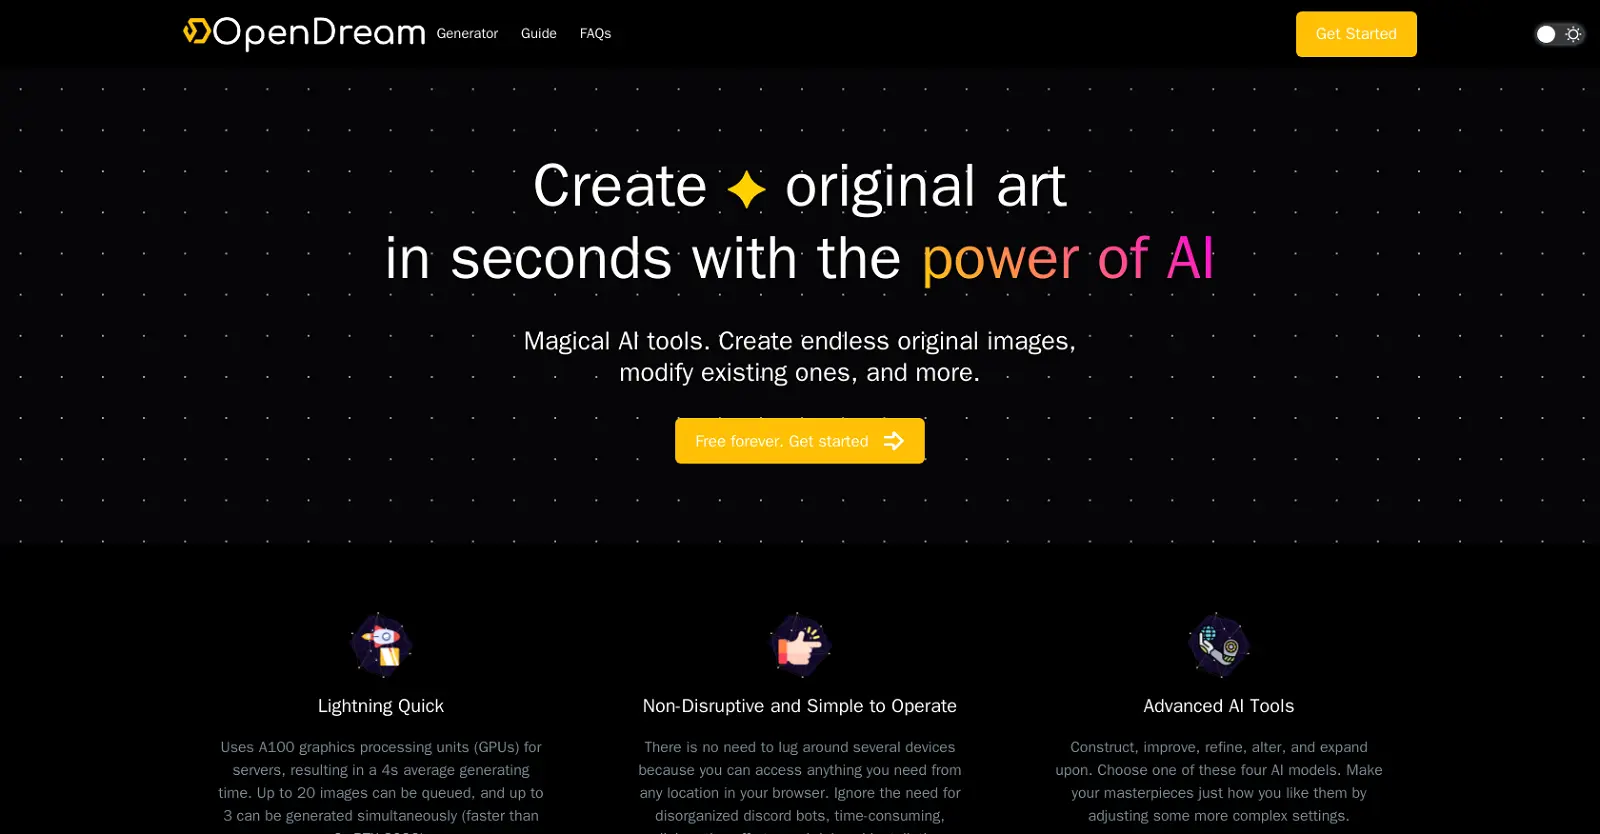 OpenDream
Generator Guide FAQs
Get Started
Create original art
in seconds with the power of AI
Magical AI tools. Create endless original images,
modify existing ones, and more.
Free forever. Get started
Lightning Quick
Uses A100 graphics processing units (GPUs) for
servers, resulting in a 4s average generating
time. Up to 20 images can be queued, and up to
3 can be generated simultaneously (faster than
Non-Disruptive and Simple to Operate
There is no need to lug around several devices
because you can access anything you need from
any location in your browser. Ignore the need for
disorganized discord bots, time-consuming,
Advanced AI Tools
Construct, improve, refine, alter, and expand
upon. Choose one of these four AI models. Make
your masterpieces just how you like them by
adjusting some more complex settings.